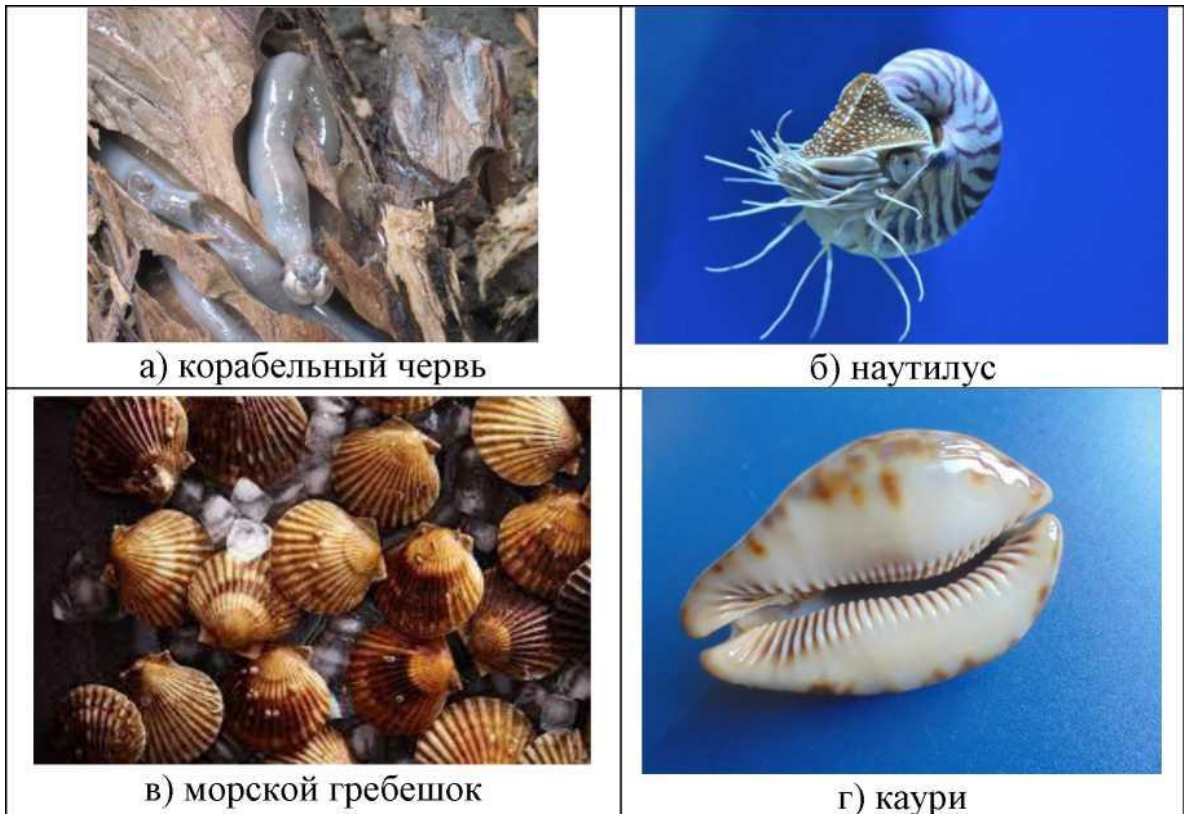 а) корабельный червь
б) наутилус
в) морской гребешок
г) каури